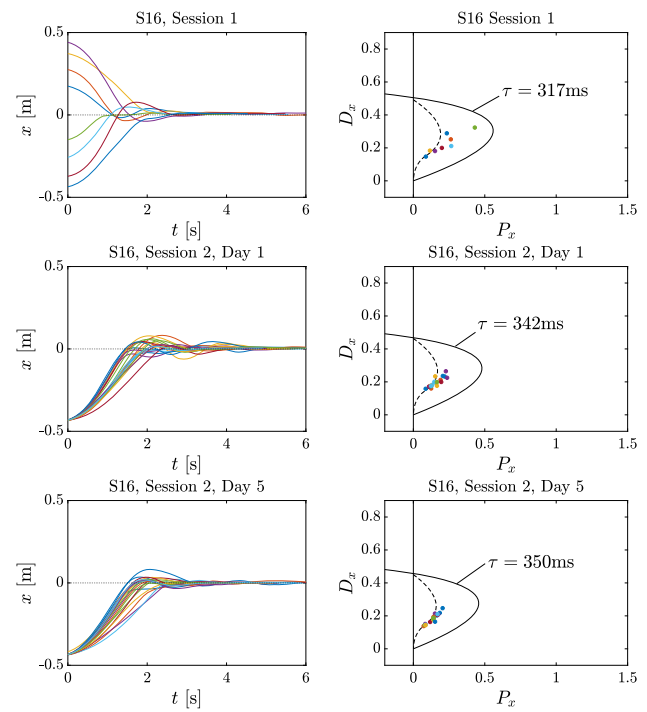 S16, Session 1
x [m]
0.5
0
-0.5
0 2 4 6
t [s]
S16 Session 1
D_x
0.8
0.6
0.4
0.2
0
τ = 317ms
0 0.5 1 1.5
P_x
S16, Session 2, Day 1
x [m]
0.5
0
-0.5
0 2 4 6
t [s]
S16, Session 2, Day 1
D_x
0.8
0.6
0.4
0.2
0
τ = 342ms
0 0.5 1 1.5
P_x
S16, Session 2, Day 5
x [m]
0.5
0
-0.5
0 2 4 6
t [s]
S16, Session 2, Day 5
D_x
0.8
0.6
0.4
0.2
0
τ = 350ms
0 0.5 1 1.5
P_x